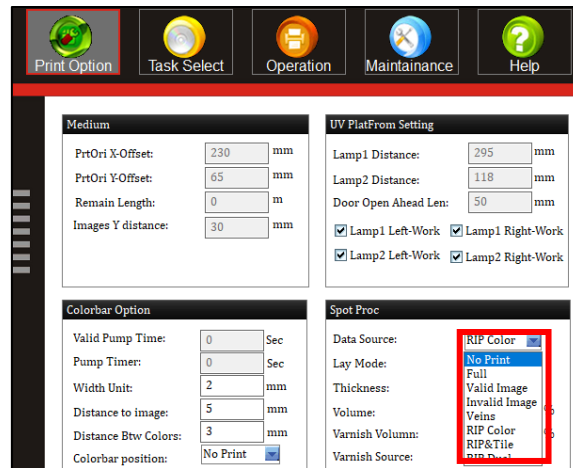 Print Option
Task Select
Operation
Maintainance
Help
Medium
PrtOri X-Offset: 230 mm
PrtOri Y-Offset: 65 mm
Remain Length: 0 m
Images Y distance: 30 mm
UV PlatFrom Setting
Lamp1 Distance: 295 mm
Lamp2 Distance: 118 mm
Door Open Ahead Len: 50 mm
Lamp1 Left-Work Lamp1 Right-Work
Lamp2 Left-Work Lamp2 Right-Work
Colorbar Option
Valid Pump Time: 0 Sec
Pump Timer: 0 Sec
Width Unit: 2 mm
Distance to image: 5 mm
Distance Btw Colors: 3 mm
Colorbar position: No Print
Spot Proc
Data Source: RIP Color
Lay Mode:
Thickness:
Volume: %
Varnish Volumn: %
Varnish Source:
No Print
Full
Valid Image
Invalid Image
Veins
RIP Color
RIP&Tile
RIP Dual